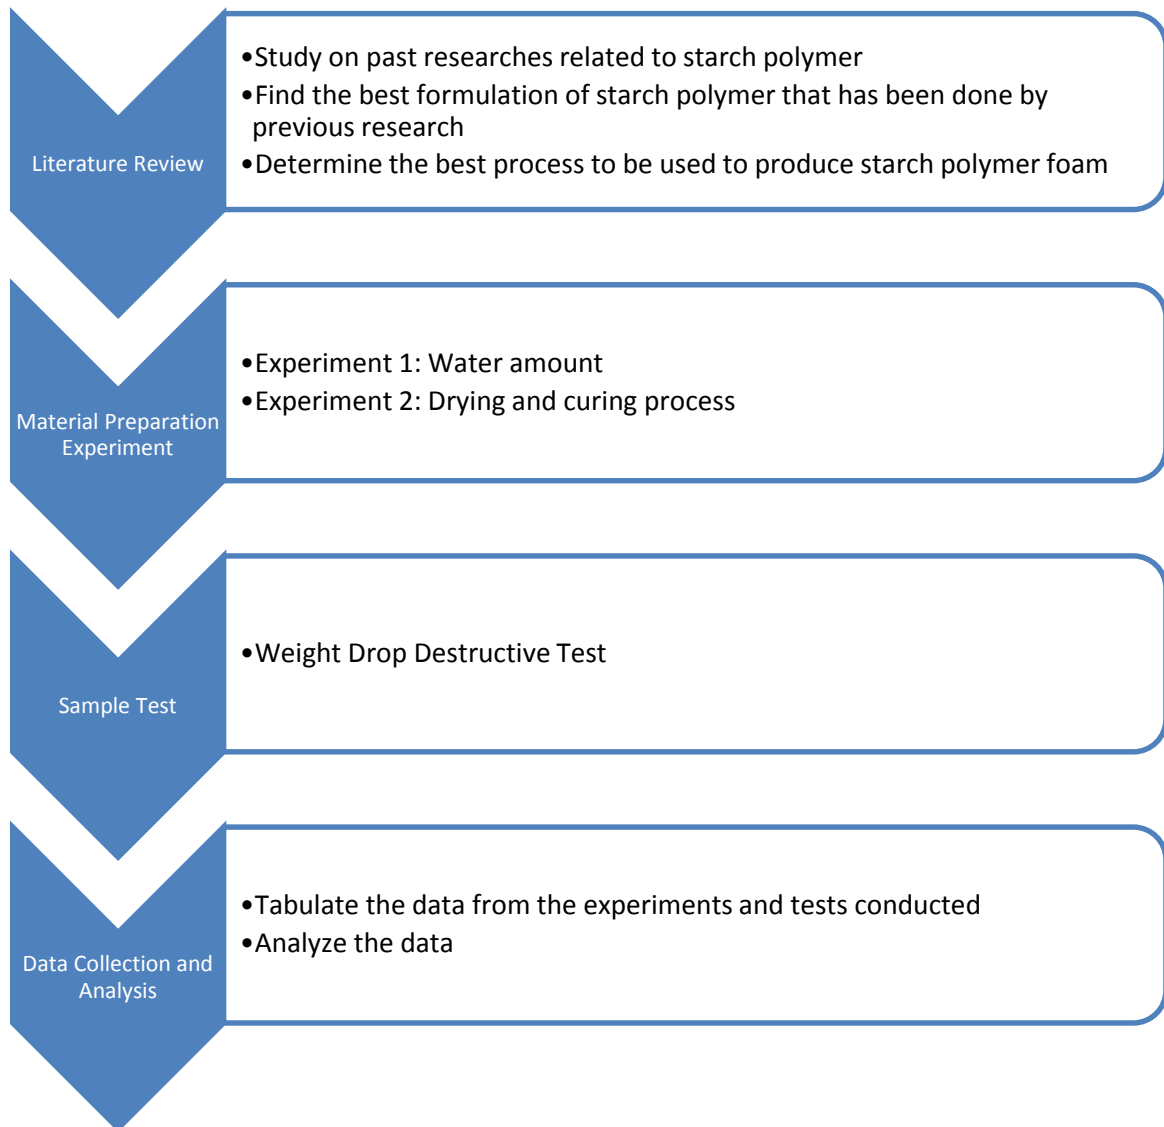 Literature Review
•Study on past researches related to starch polymer
•Find the best formulation of starch polymer that has been done by
previous research
•Determine the best process to be used to produce starch polymer foam
Material Preparation
Experiment
•Experiment 1: Water amount
•Experiment 2: Drying and curing process
Sample Test
•Weight Drop Destructive Test
Data Collection and
Analysis
•Tabulate the data from the experiments and tests conducted
•Analyze the data